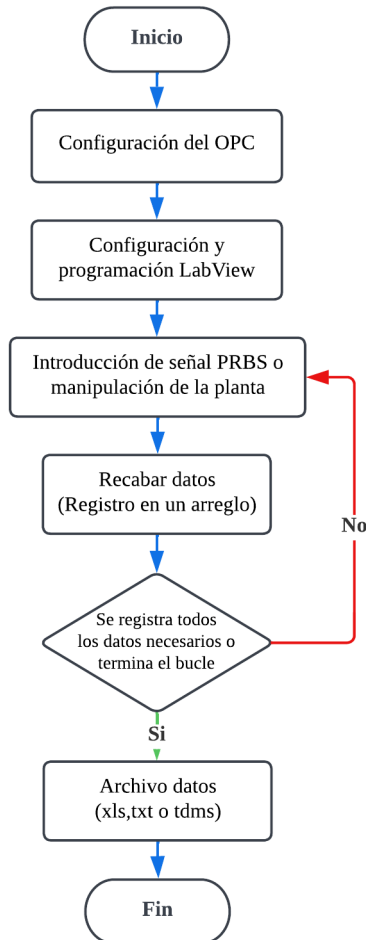 Inicio
Configuración del OPC
Configuración y
programación LabView
Introducción de señal PRBS o
manipulación de la planta
Recabar datos
(Registro en un arreglo)
No
Se registra todos
los datos necesarios o
termina el bucle
Si
Archivo datos
(xls,txt o tdms)
Fin